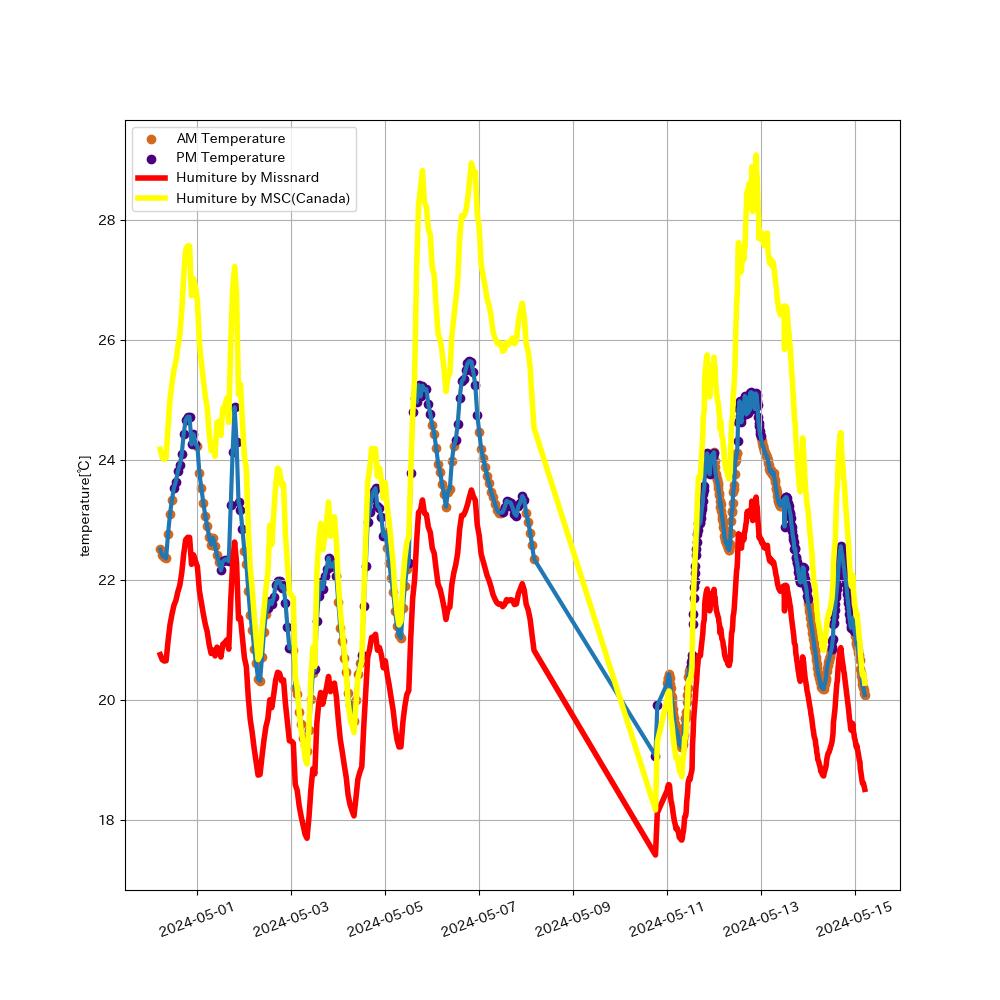 AM Temperature
PM Temperature
Humiture by Missnard
Humiture by MSC(Canada)
28
26
24
22
20
18
temperature[℃]
2024-05-01
2024-05-03
2024-05-05
2024-05-07
2024-05-09
2024-05-11
2024-05-13
2024-05-15